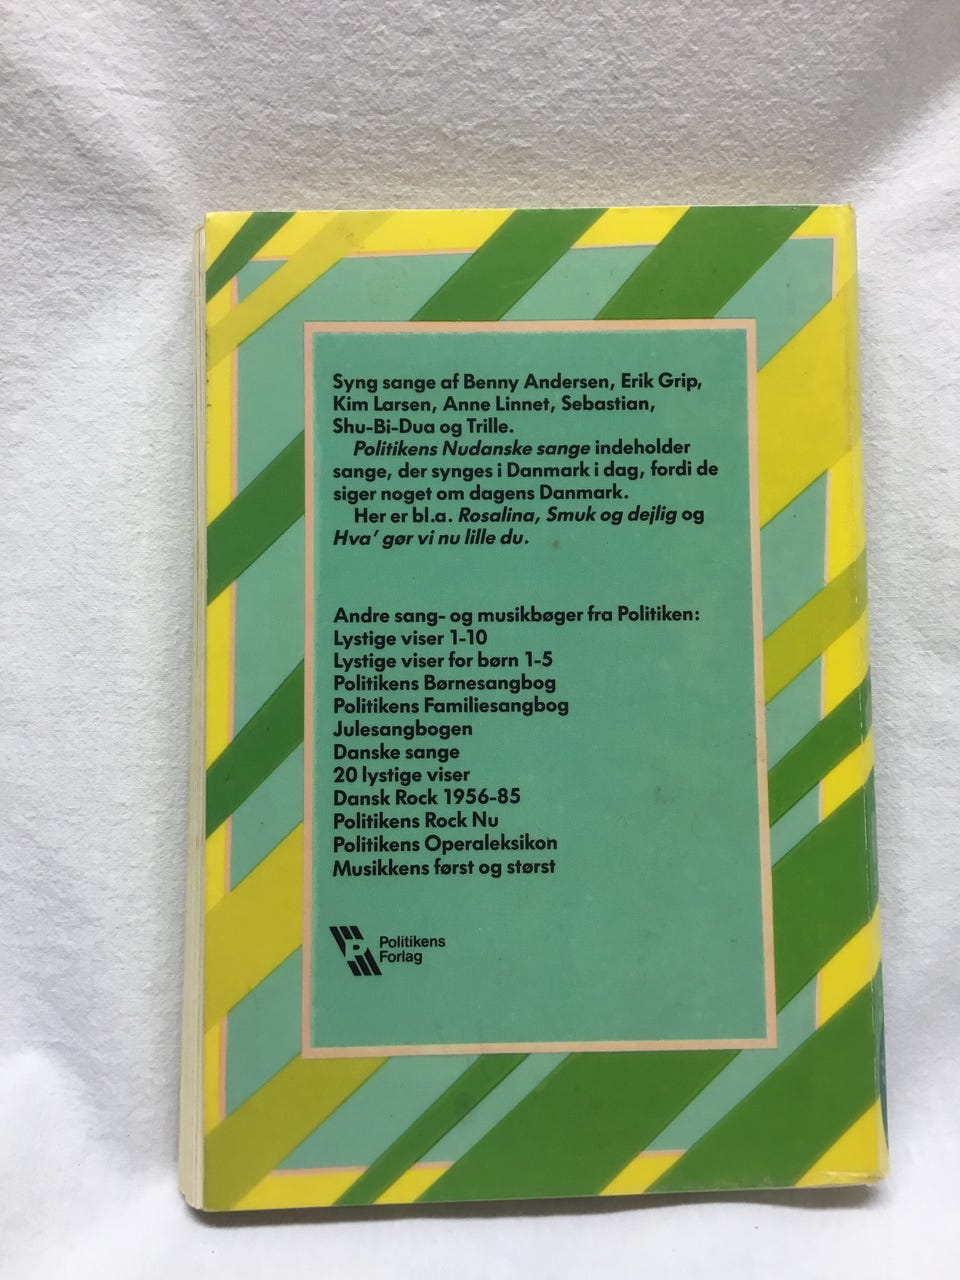 Syng sange af Benny Andersen, Erik Grip,
Kim Larsen, Anne Linnet, Sebastian,
Shu-Bi-Dua og Trille.
Politikens Nudanske sange indeholder
sange, der synges i Danmark i dag, fordi de
siger noget om dagens Danmark.
Her er bl.a. Rosalina, Smuk og dejlig og
Hva' gør vi nu lille du.
Andre sang- og musikbøger fra Politiken:
Lystige viser 1-10
Lystige viser for børn 1-5
Politikens Børnesangbog
Politikens Familiesangbog
Julesangbogen
Danske sange
20 lystige viser
Dansk Rock 1956-85
Politikens Rock Nu
Politikens Operaleksikon
Musikkens først og størst
P Politikens
Forlag